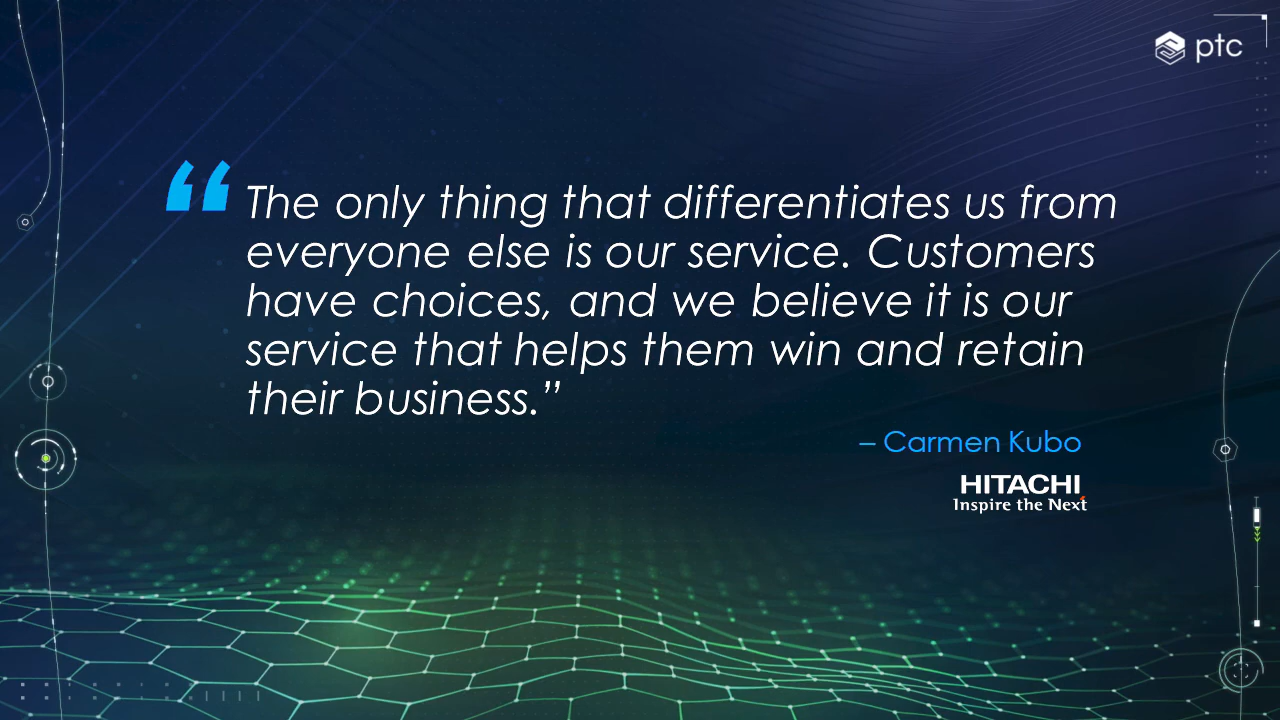 ptc
“The only thing that differentiates us from
everyone else is our service. Customers
have choices, and we believe it is our
service that helps them win and retain
their business.”
– Carmen Kubo
HITACHI
Inspire the Next